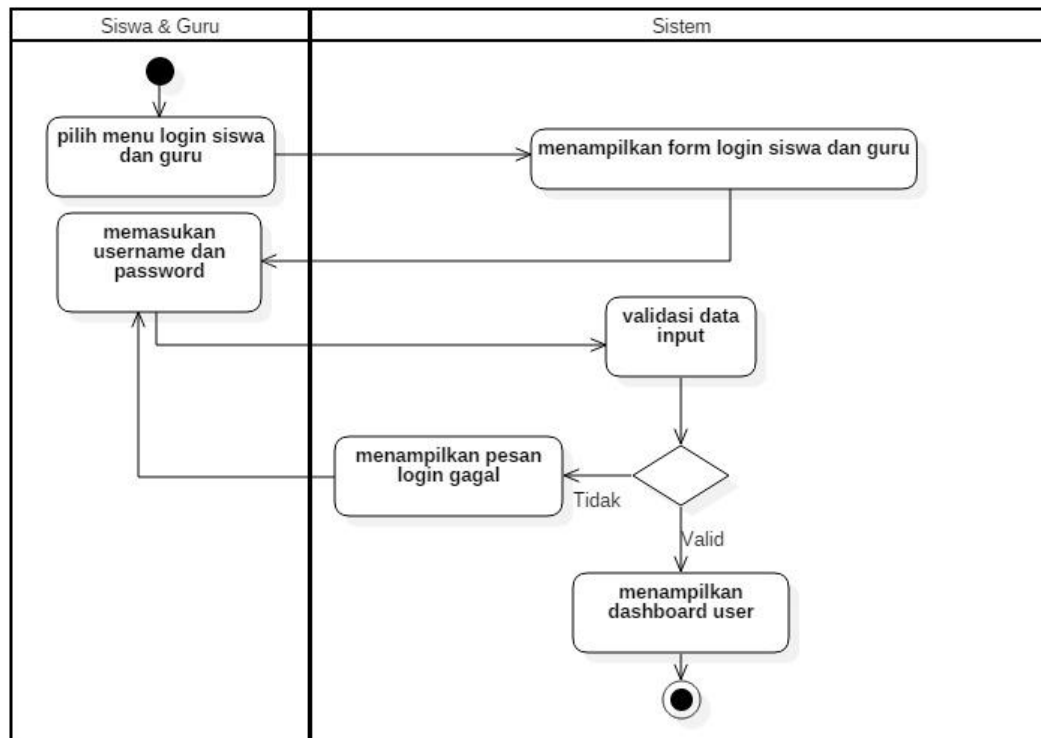 Siswa & Guru
Sistem
pilih menu login siswa
dan guru
menampilkan form login siswa dan guru
memasukan
username dan
password
validasi data
input
menampilkan pesan
login gagal
Tidak
Valid
menampilkan
dashboard user